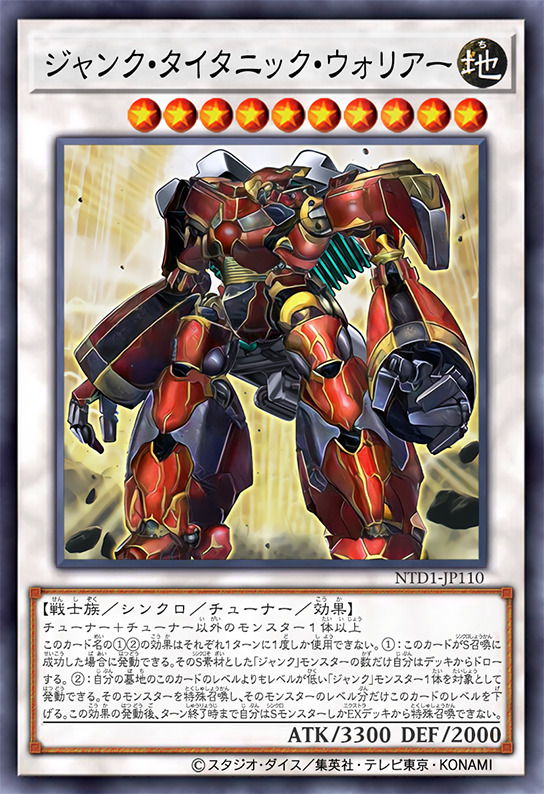 ジャンク・タイタニック・ウォリアー
地
NTD1-JP110
【戦士族／シンクロ／チューナー／効果】
チューナー＋チューナー以外のモンスター1体以上
このカード名の①②の効果はそれぞれ1ターンに1度しか使用できない。①：このカードがS召喚に
成功した場合に発動できる。そのS素材とした「ジャンク」モンスターの数だけ自分はデッキからドロー
する。②：自分の墓地のこのカードのレベルよりもレベルが低い「ジャンク」モンスター1体を対象として
発動できる。そのモンスターを特殊召喚し、そのモンスターのレベル分だけこのカードのレベルを下
げる。この効果の発動後、ターン終了時まで自分はSモンスターしかEXデッキから特殊召喚できない。
ATK/3300 DEF/2000
©スタジオ・ダイス／集英社・テレビ東京・KONAMI